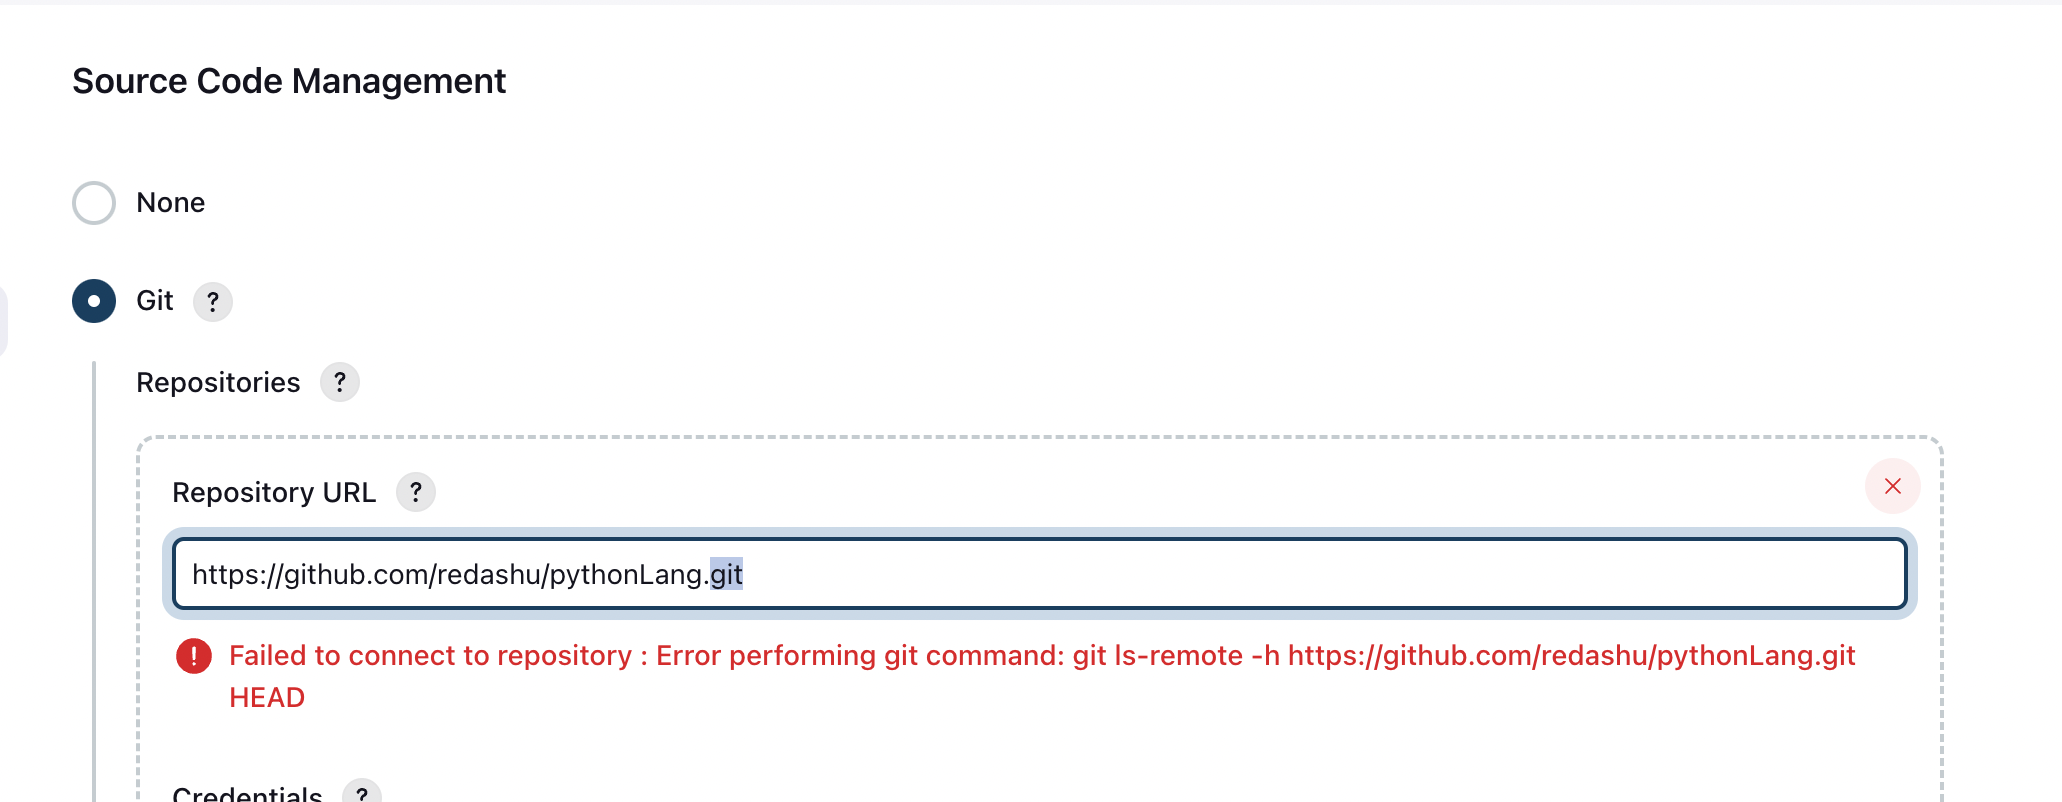 Source Code Management
None
Git ?
Repositories ?
Repository URL ?
https://github.com/redashu/pythonLang.git
! Failed to connect to repository : Error performing git command: git ls-remote -h https://github.com/redashu/pythonLang.git
HEAD
Credentials ?